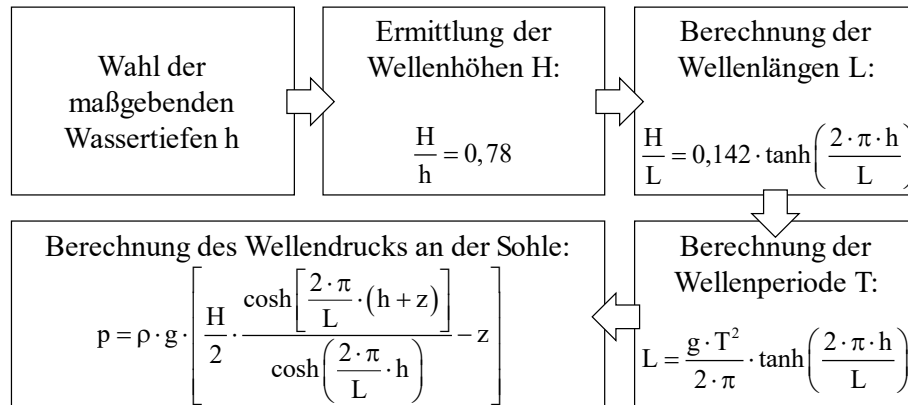 Wahl der
maßgebenden
Wassertiefen h
Ermittlung der
Wellenhöhen H:
H/h = 0,78
Berechnung der
Wellenlängen L:
H/L = 0,142 · tanh(2 · π · h / L)
Berechnung der
Wellenperiode T:
L = g · T² / 2 · π · tanh(2 · π · h / L)
Berechnung des Wellendrucks an der Sohle:
p = ρ · g · [H/2 · cosh[2 · π / L · (h + z)] / cosh(2 · π / L · h) − z]